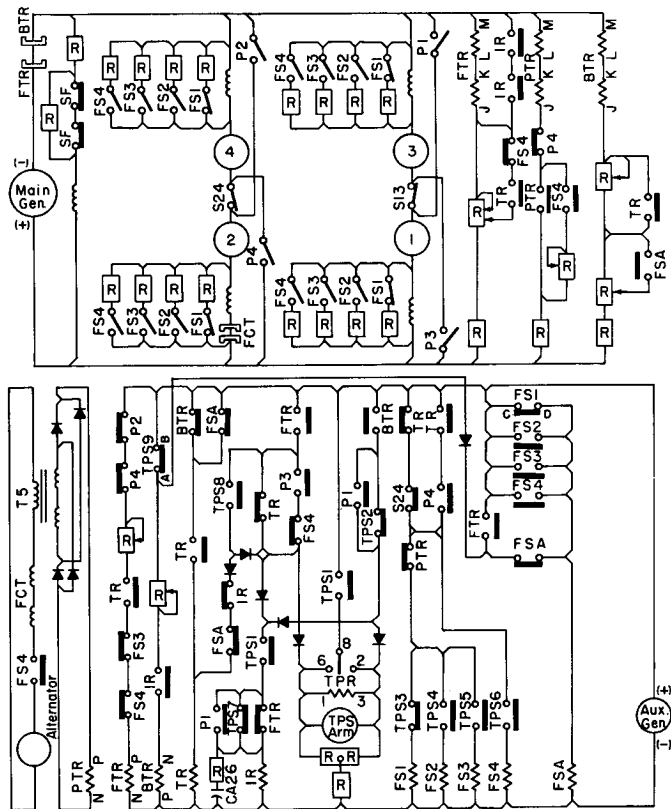 BTR
FTR
(-)
Main
Gen.
(+)
R
SF
R
SF
FS4
R
FS3
R
FS2
R
FS1
R
4
S24
2
R
FS4
R
FS3
R
FS2
R
FS1
R
FCT
P2
P4
FS4
R
FS3
R
FS2
R
FS1
R
3
S13
1
FS4
R
FS3
R
FS2
R
FS1
R
P1
P3
FTR
M
K L
J
R
R
IR
IR
FS4
TR
PTR
M
K L
J
P4
PTR
FS4
R
R
BTR
M
K L
J
R
R
R
TR
FSA
T5
FCT
FS4
Alternator
PTR
P
N
P2
P4
R
TR
FS3
FS4
FTR
P
N
TPS9
A
B
R
IR
BTR
N
P
BTR
TR
TR
FSA
TPS8
IR
FSA
P1
TPS7
R
CA26
TR
TPS1
FTR
IR
FTR
P3
FS4
TPS1
8
6
2
TPR
1
3
TPS
Arm
R R
R
BTR
P1
TPS2
TR
TR
S24
P4
PTR
TPS3
TPS4
TPS5
TPS6
FS1
FS2
FS3
FS4
FS1
C
D
FS2
FS3
FS4
FTR
FSA
FSA
(+)
Aux.
Gen
(-)